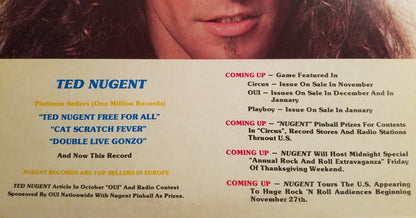 TED NUGENT
Platinum Sellers (One Million Records)
"TED NUGENT FREE FOR ALL"
"CAT SCRATCH FEVER"
"DOUBLE LIVE GONZO"
And Now This Record
NUGENT RECORDS ARE TOP SELLERS IN EUROPE
TED NUGENT Article In October "OUI" And Radio Contest
Sponsored By OUI Nationwide With Nugent Pinball As Prizes.
COMING UP – Game Featured In
Circus – Issue On Sale In November
OUI – Issues On Sale In December And In
January
Playboy – Issue On Sale In January
COMING UP – "NUGENT" Pinball Prizes For Contests
In "Circus", Record Stores And Radio Stations
Thruout U.S.
COMING UP – NUGENT Will Host Midnight Special
"Annual Rock And Roll Extravaganza" Friday
Of Thanksgiving Weekend.
COMING UP – NUGENT Tours The U.S. Appearing
To Huge Rock 'N Roll Audiences Beginning
November 27th.